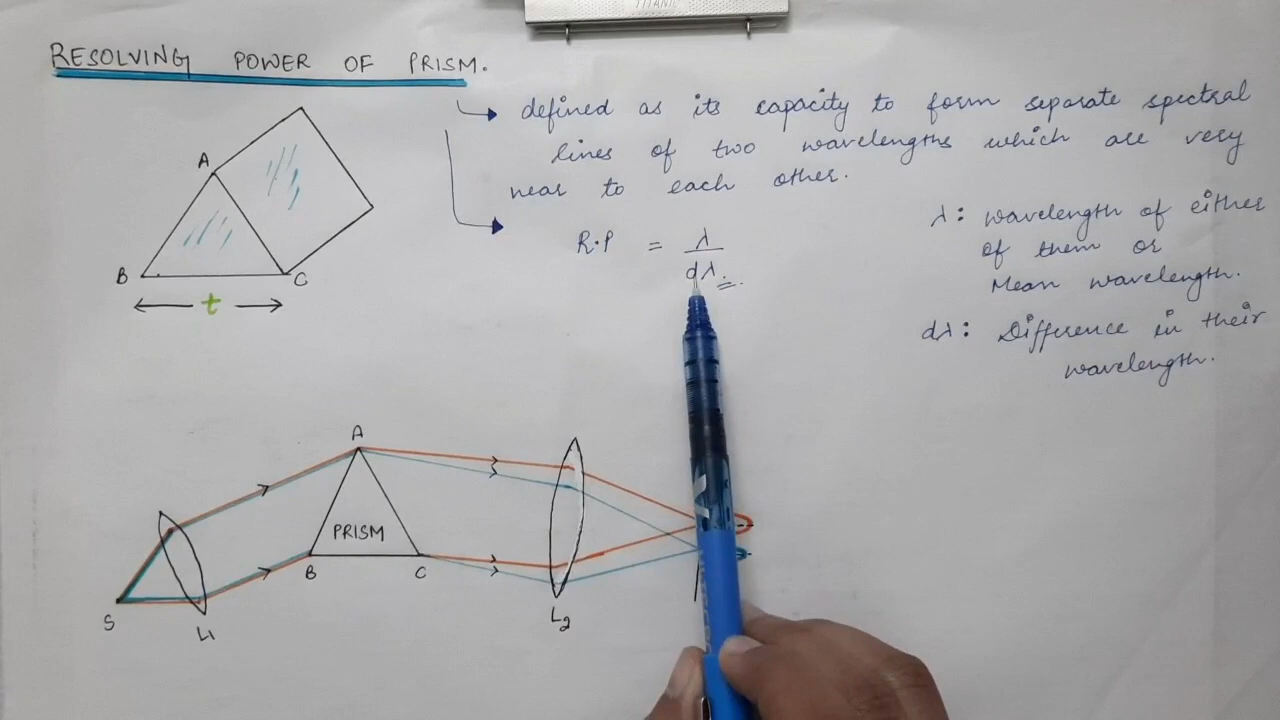 TITANIC
RESOLVING POWER OF PRISM.
defined as its capacity to form separate spectral
lines of two wavelengths which are very
near to each other.
A
B
C
t
R.P = λ
dλ
λ: wavelength of either
of them or
Mean wavelength.
dλ: Difference in their
wavelength.
A
PRISM
B
C
S
L1
L2
V